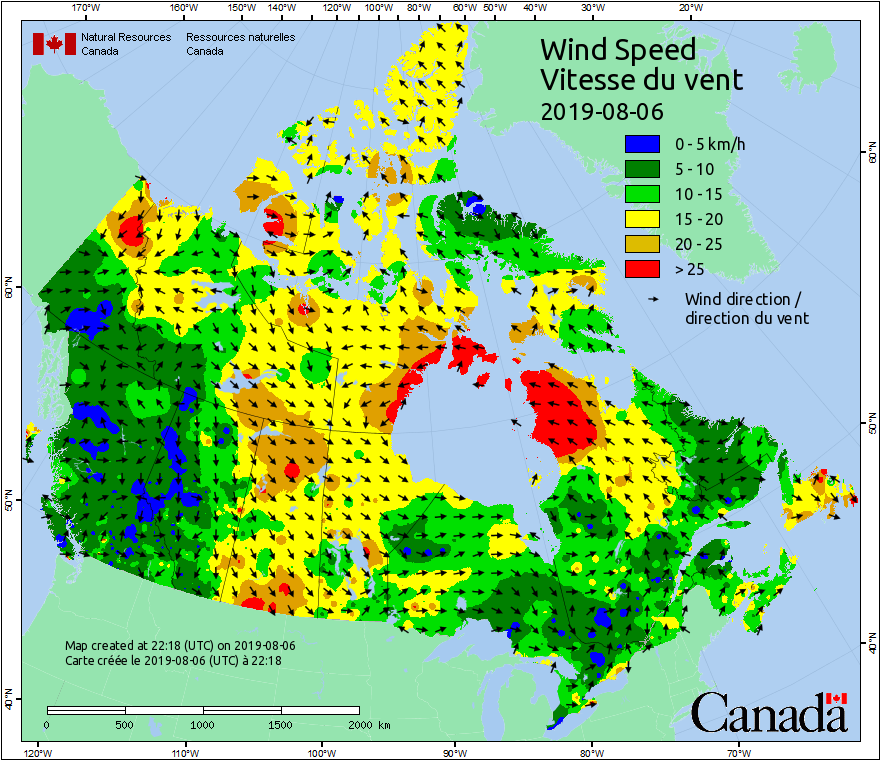 170°W 160°W 150°W 140°W 120°W 100°W 80°W 60°W 50°W 40°W 30°W 20°W
Natural Resources Ressources naturelles
Canada Canada
Wind Speed
Vitesse du vent
2019-08-06
0 - 5 km/h
5 - 10
10 - 15
15 - 20
20 - 25
> 25
Wind direction /
direction du vent
60°N
60°N
50°N
50°N
40°N
40°N
Map created at 22:18 (UTC) on 2019-08-06
Carte créée le 2019-08-06 (UTC) à 22:18
0 500 1000 1500 2000 km
Canada
120°W 110°W 100°W 90°W 80°W 70°W